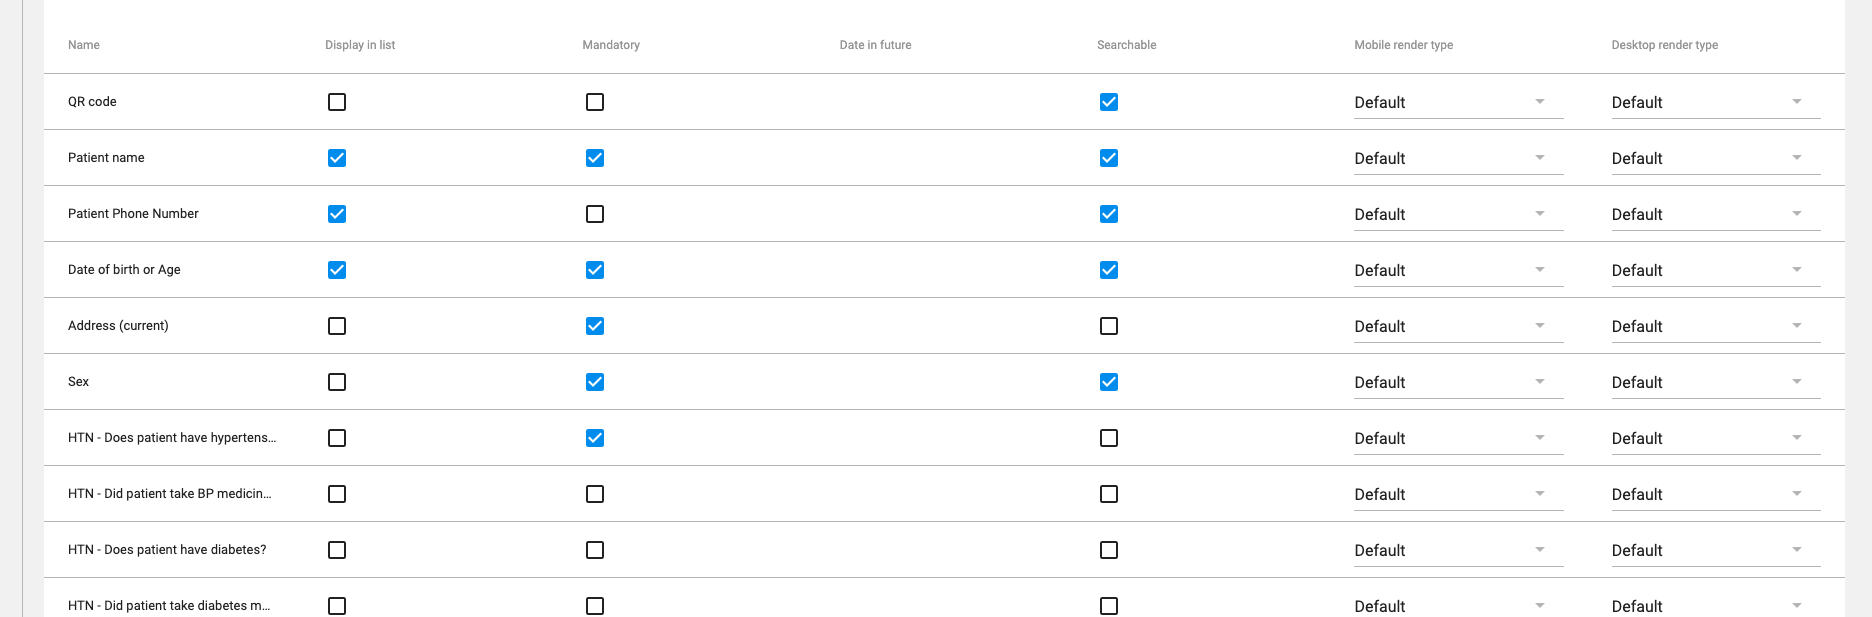 Name Display in list Mandatory Date in future Searchable Mobile render type Desktop render type
QR code Default Default
Patient name Default Default
Patient Phone Number Default Default
Date of birth or Age Default Default
Address (current) Default Default
Sex Default Default
HTN - Does patient have hypertens... Default Default
HTN - Did patient take BP medicin... Default Default
HTN - Does patient have diabetes? Default Default
HTN - Did patient take diabetes m... Default Default